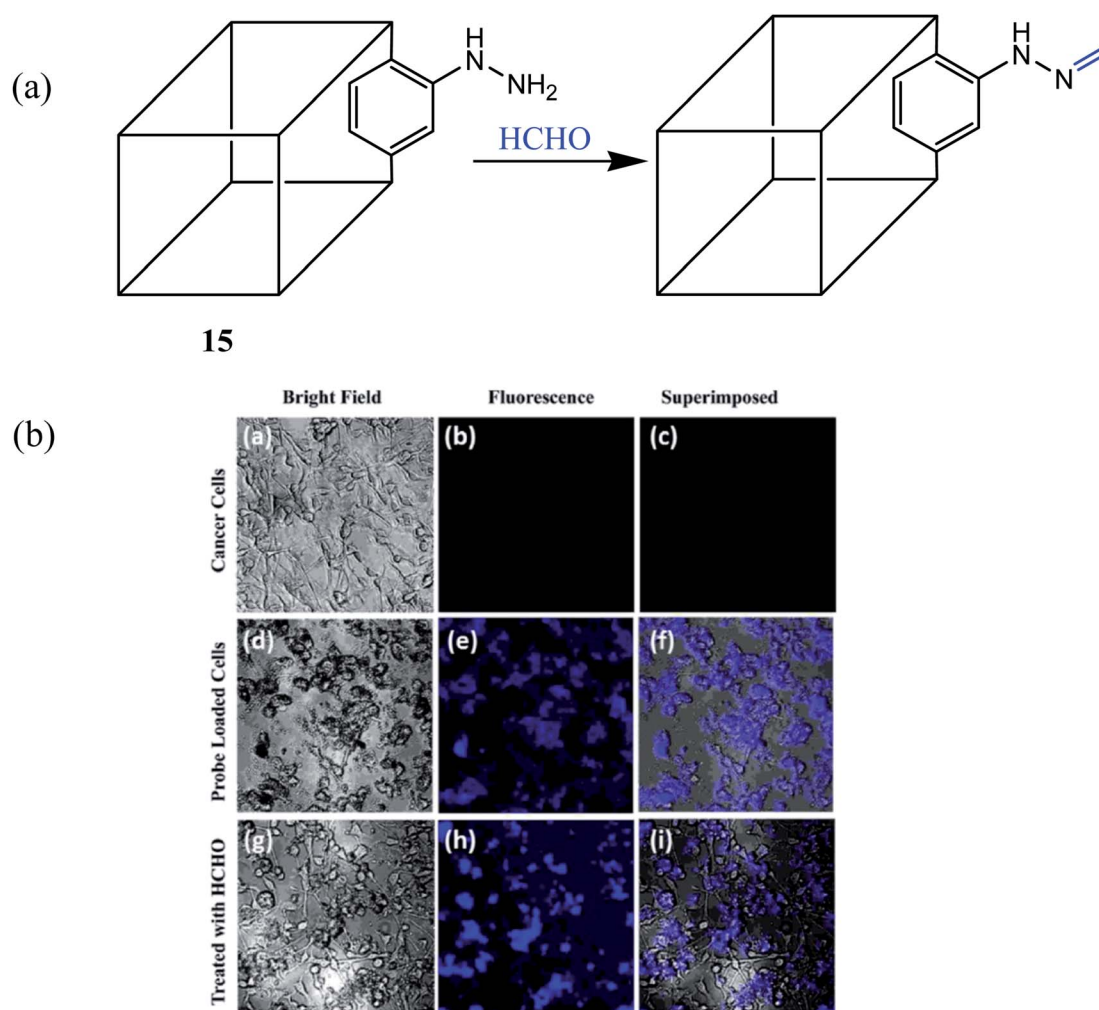 (a)
H
N
NH2
HCHO
H
N
N
15
(b)
Bright Field Fluorescence Superimposed
Cancer Cells
(a) (b) (c)
Probe Loaded Cells
(d) (e) (f)
Treated with HCHO
(g) (h) (i)